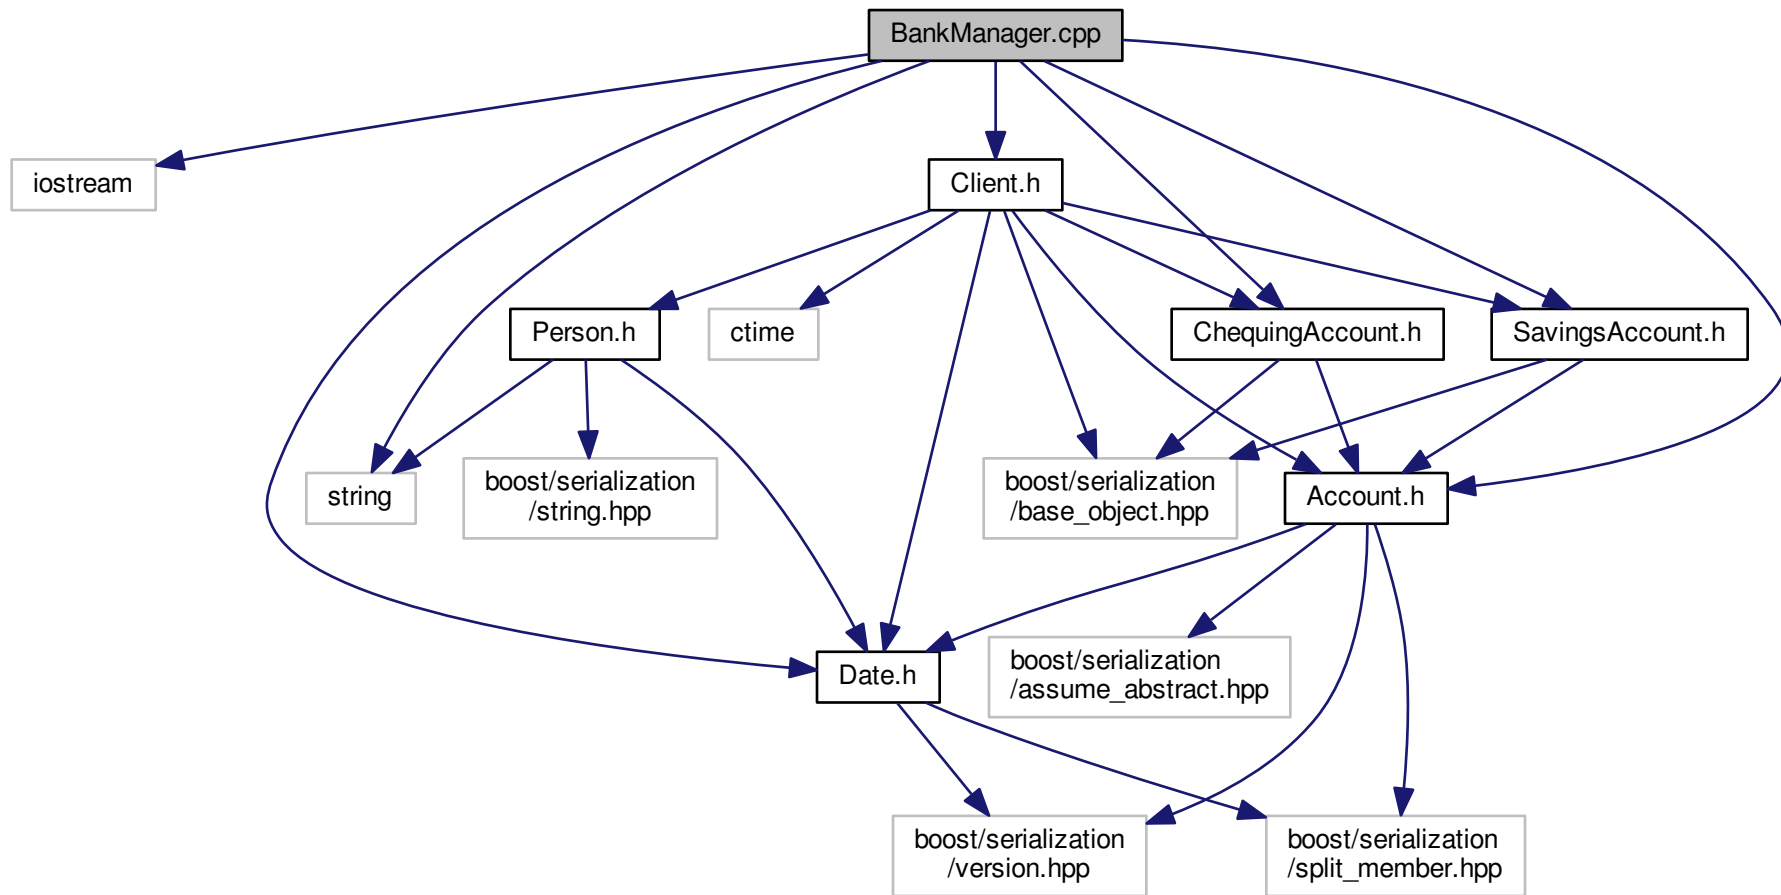 BankManager.cpp
iostream
Client.h
Person.h
ctime
ChequingAccount.h
SavingsAccount.h
string
boost/serialization
/string.hpp
boost/serialization
/base_object.hpp
Account.h
Date.h
boost/serialization
/assume_abstract.hpp
boost/serialization
/version.hpp
boost/serialization
/split_member.hpp